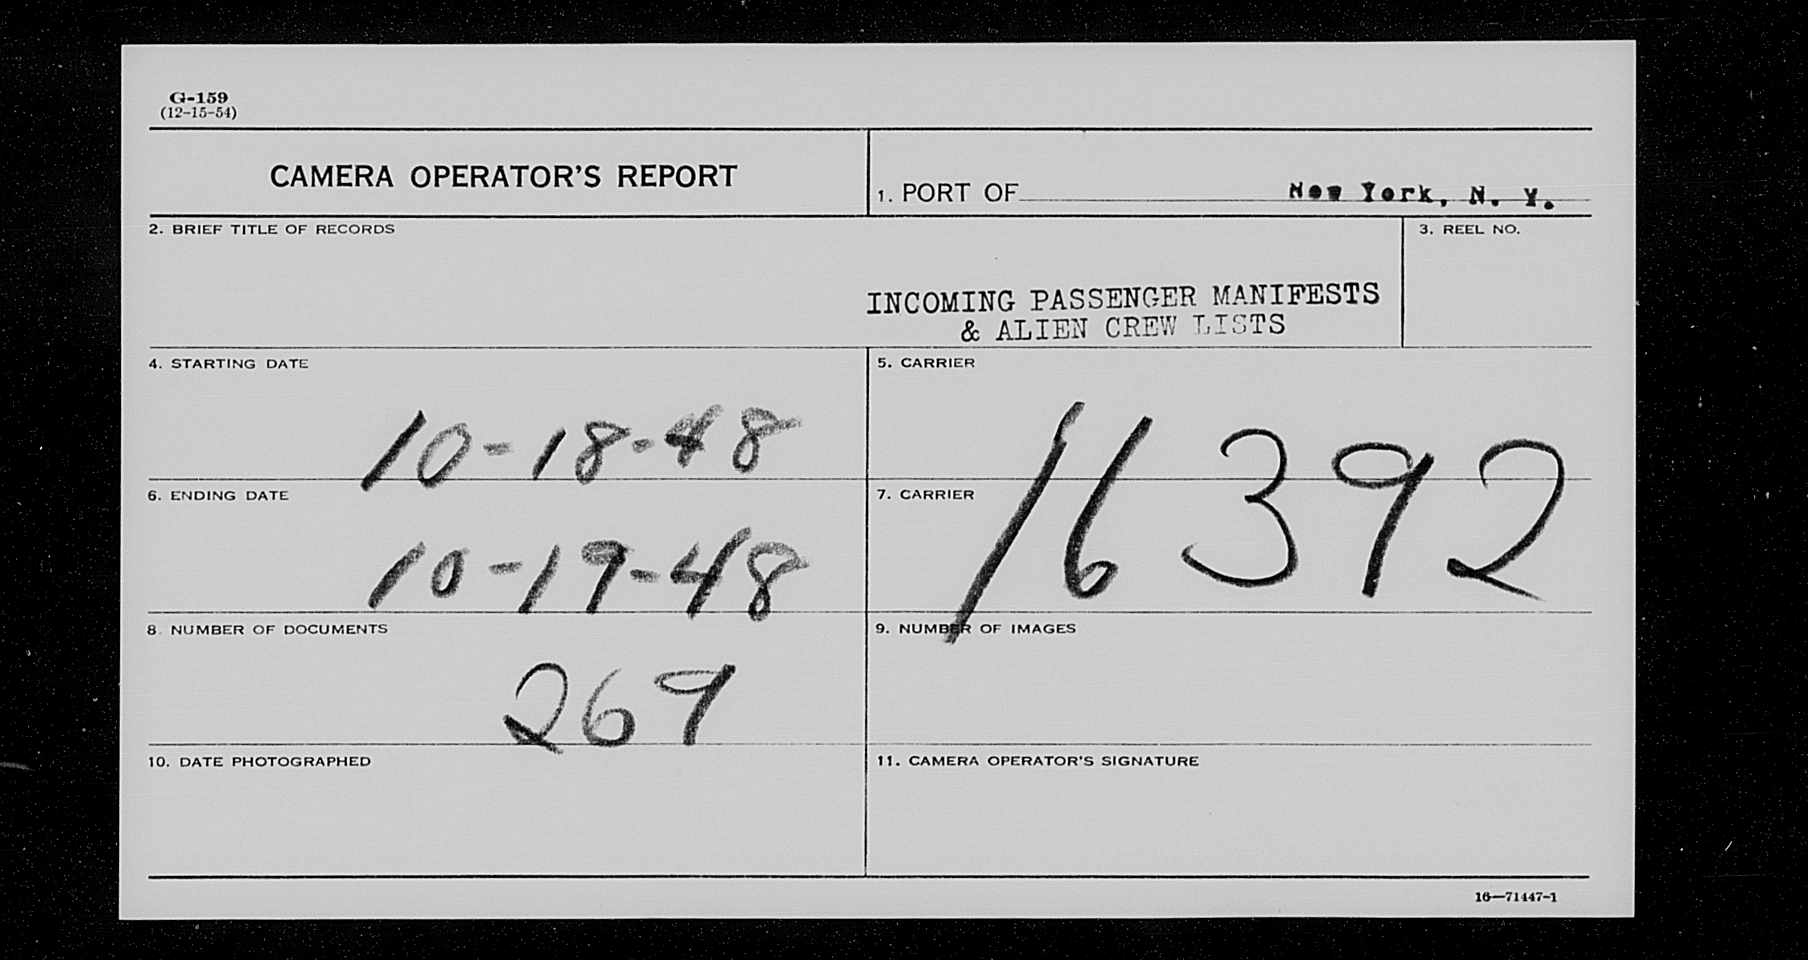 G-159
(12-15-54)
CAMERA OPERATOR'S REPORT
1. PORT OF New York, N. Y.
2. BRIEF TITLE OF RECORDS
3. REEL NO.
INCOMING PASSENGER MANIFESTS
& ALIEN CREW LISTS
4. STARTING DATE
10-18-48
5. CARRIER
16392
6. ENDING DATE
10-19-48
7. CARRIER
8. NUMBER OF DOCUMENTS
269
9. NUMBER OF IMAGES
10. DATE PHOTOGRAPHED
11. CAMERA OPERATOR'S SIGNATURE
16—71447-1